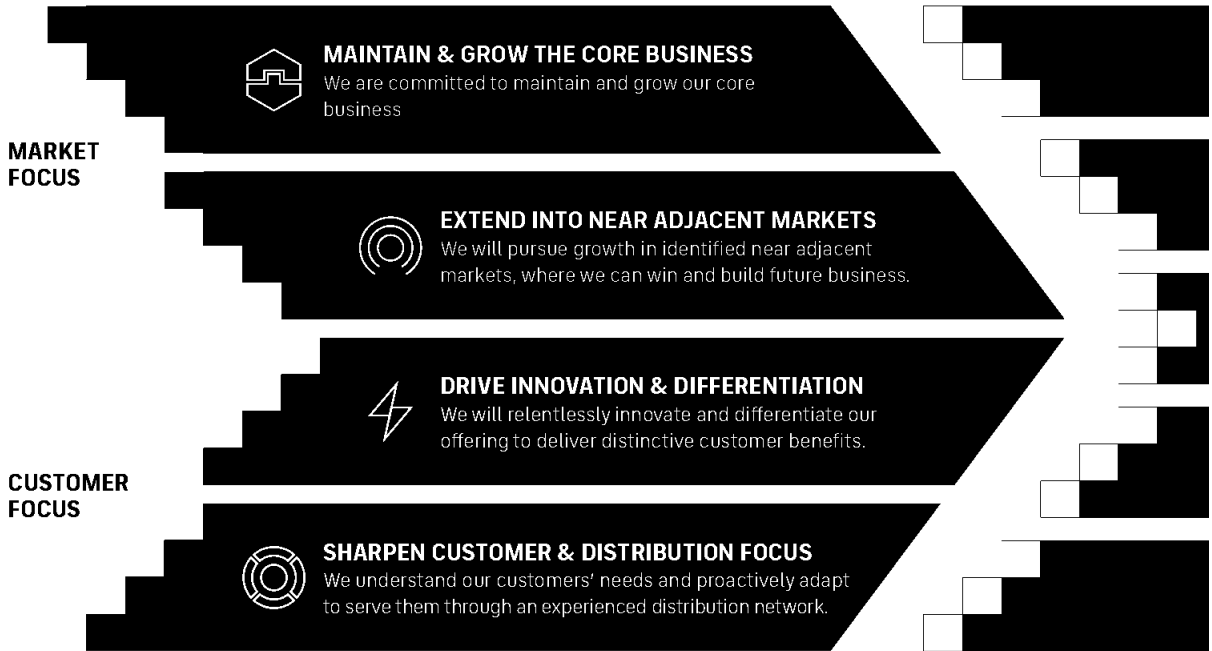 MAINTAIN & GROW THE CORE BUSINESS
We are committed to maintain and grow our core
business
MARKET
FOCUS
EXTEND INTO NEAR ADJACENT MARKETS
We will pursue growth in identified near adjacent
markets, where we can win and build future business.
DRIVE INNOVATION & DIFFERENTIATION
We will relentlessly innovate and differentiate our
offering to deliver distinctive customer benefits.
CUSTOMER
FOCUS
SHARPEN CUSTOMER & DISTRIBUTION FOCUS
We understand our customers’ needs and proactively adapt
to serve them through an experienced distribution network.